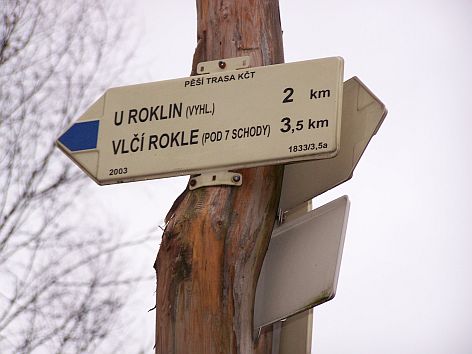 PĚŠÍ TRASA KČT
U ROKLIN (VYHL.) 2 km
VLČÍ ROKLE (POD 7 SCHODY) 3,5 km
2003 1833/3,5a